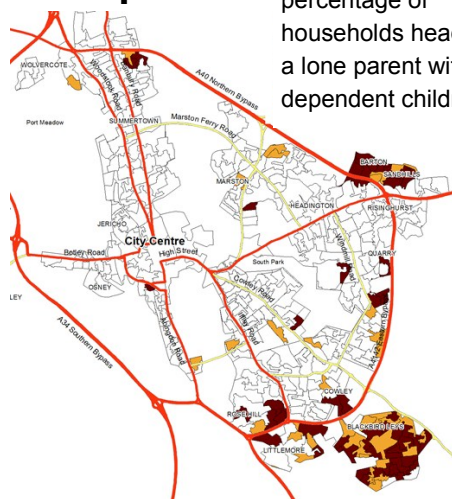 percentage of
households head
a lone parent wit
dependent childs
WOLVERCOTE
Woodstock Road
Banbury Road
A40 Northern Bypass
Port Meadow
SUMMERTOWN
Marston Ferry Road
BARTON
SANDHILLS
MARSTON
HEADINGTON
RISINGHURST
JERICHO
City Centre
High Street
South Park
Windmill Road
QUARRY
Botley Road
OSNEY
LEY
Cowley Road
Iffley Road
Abingdon Road
A34 Southern Bypass
A4142 Eastern Byp
COWLEY
ROSE HILL
BLACKBIRD LEYS
LITTLEMORE